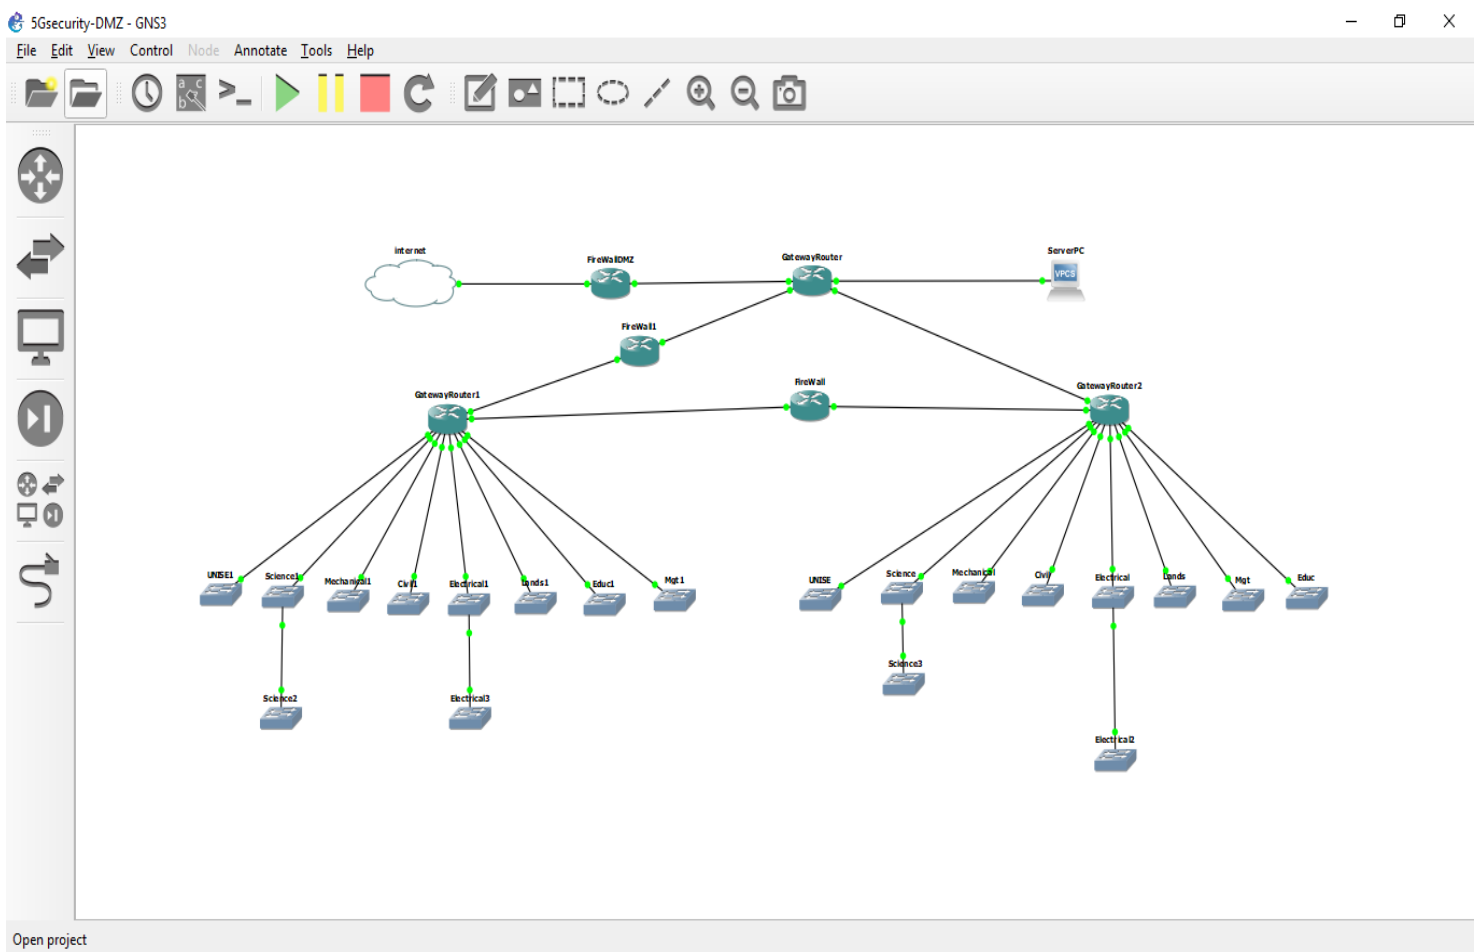 5Gsecurity-DMZ - GNS3
File Edit View Control Node Annotate Tools Help
internet
FireWallDMZ
GatewayRouter
ServerPC
VPCS
FireWall1
FireWall
GatewayRouter1
GatewayRouter2
UNISE1
Science1
Mechanical1
Civil1
Electrical1
Lands1
Educ1
Mgt1
UNISE
Science
Mechanical
Civil
Electrical
Lands
Mgt
Educ
Science3
Science2
Electrical3
Electrical2
Open project